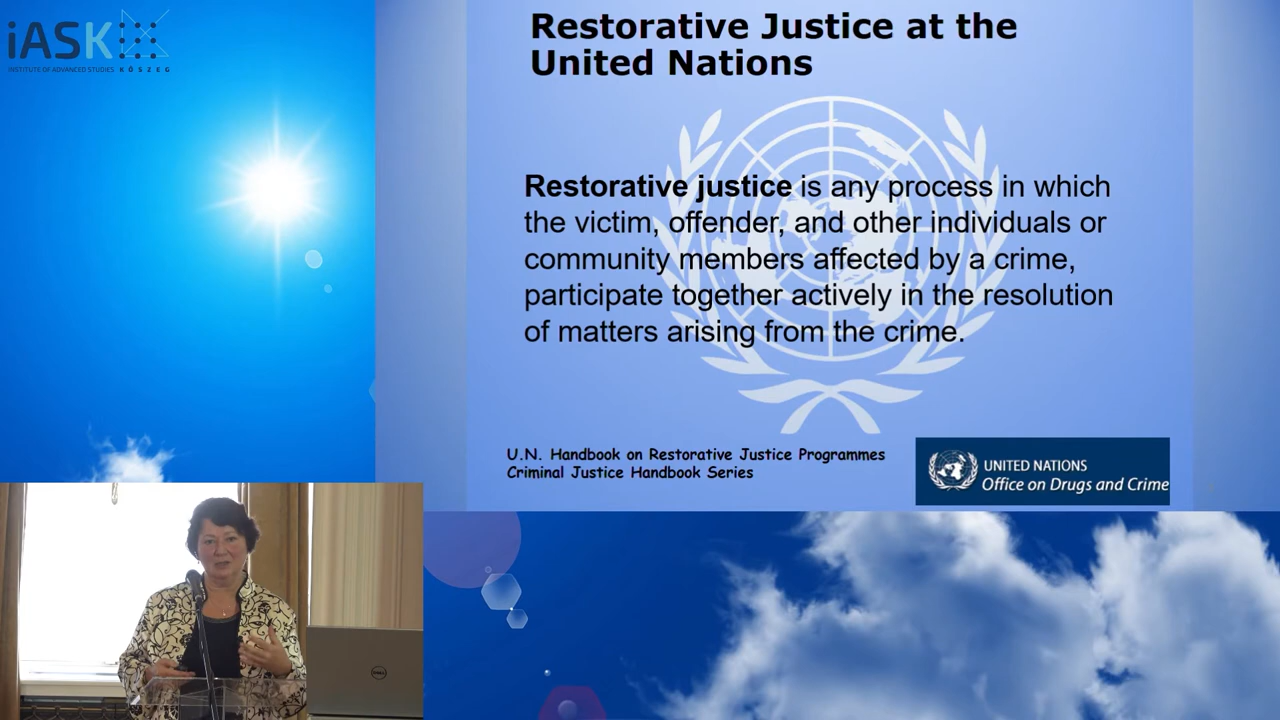 iASK
INSTITUTE OF ADVANCED STUDIES KŐSZEG
Restorative Justice at the
United Nations
Restorative justice is any process in which
the victim, offender, and other individuals or
community members affected by a crime,
participate together actively in the resolution
of matters arising from the crime.
U.N. Handbook on Restorative Justice Programmes
Criminal Justice Handbook Series
UNITED NATIONS
Office on Drugs and Crime
DELL